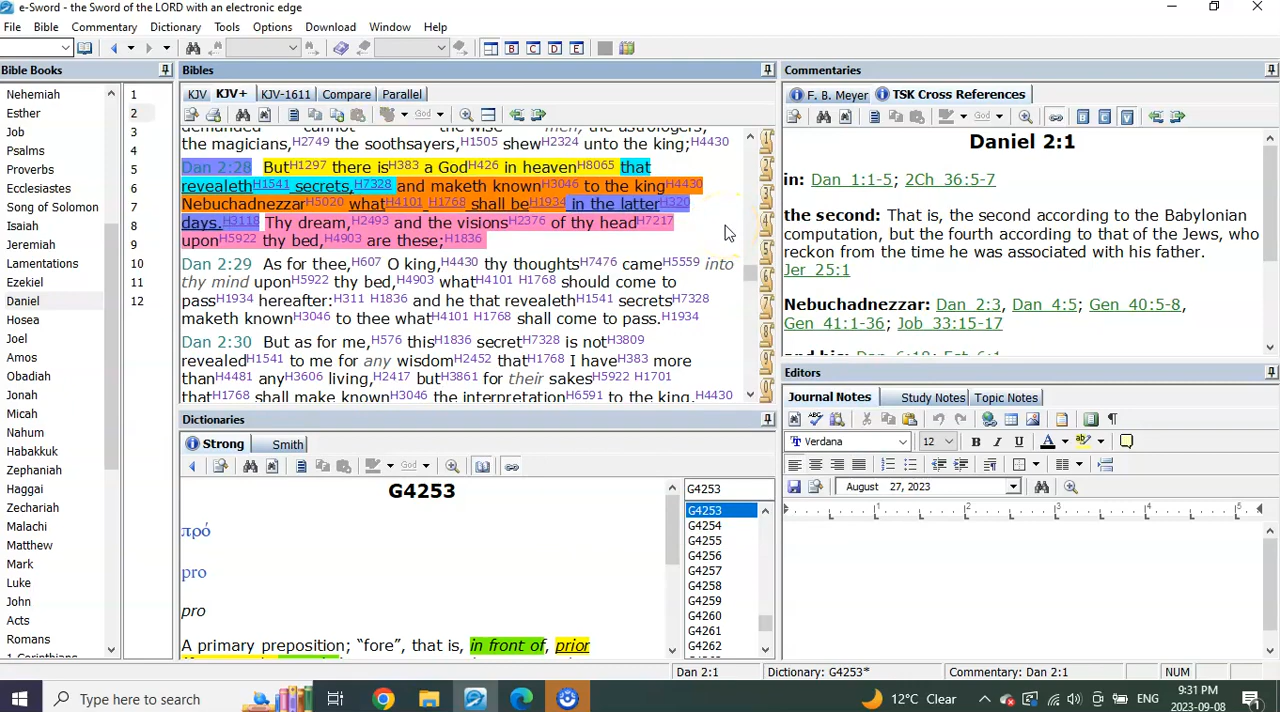 e-Sword - the Sword of the LORD with an electronic edge
File Bible Commentary Dictionary Tools Options Download Window Help
Bible Books
Nehemiah
Esther
Job
Psalms
Proverbs
Ecclesiastes
Song of Solomon
Isaiah
Jeremiah
Lamentations
Ezekiel
Daniel
Hosea
Joel
Amos
Obadiah
Jonah
Micah
Nahum
Habakkuk
Zephaniah
Haggai
Zechariah
Malachi
Matthew
Mark
Luke
John
Acts
Romans
1
2
3
4
5
6
7
8
9
10
11
12
Bibles
KJV KJV+ KJV-1611 Compare Parallel
the magicians,H2749 the soothsayers,H1505 shewH2324 unto the king;H4430
Dan 2:28 ButH1297 there isH383 a GodH426 in heavenH8065 that
revealethH1541 secrets,H7328 and maketh knownH3046 to the kingH4430
NebuchadnezzarH5020 whatH4101 H1768 shall beH1934 in the latterH320
days.H3118 Thy dream,H2493 and the visionsH2376 of thy headH7217
uponH5922 thy bed,H4903 are these;H1836
Dan 2:29 As for thee,H607 O king,H4430 thy thoughtsH7476 cameH5559 into
thy mind uponH5922 thy bed,H4903 whatH4101 H1768 should come to
passH1934 hereafter:H311 H1836 and he that revealethH1541 secretsH7328
maketh knownH3046 to thee whatH4101 H1768 shall come to pass.H1934
Dan 2:30 But as for me,H576 thisH1836 secretH7328 is notH3809
revealedH1541 to me for any wisdomH2452 thatH1768 I haveH383 more
thanH4481 anyH3606 living,H2417 butH3861 for their sakesH5922 H1701
thatH1768 shall make knownH3046 the interpretationH6591 to the king,H4430
Dictionaries
Strong Smith
G4253
πρό
pro
pro
A primary preposition; “fore”, that is, in front of, prior
G4253
G4253
G4254
G4255
G4256
G4257
G4258
G4259
G4260
G4261
G4262
Commentaries
F. B. Meyer TSK Cross References
Daniel 2:1
in: Dan_1:1-5; 2Ch_36:5-7
the second: That is, the second according to the Babylonian
computation, but the fourth according to that of the Jews, who
reckon from the time he was associated with his father.
Jer_25:1
Nebuchadnezzar: Dan_2:3, Dan_4:5; Gen_40:5-8,
Gen_41:1-36; Job_33:15-17
Editors
Journal Notes Study Notes Topic Notes
Verdana 12 B I U
August 27, 2023
1 2 3 4 5
Dan 2:1 Dictionary: G4253* Commentary: Dan 2:1 NUM
Type here to search
12°C Clear
ENG
9:31 PM
2023-09-08